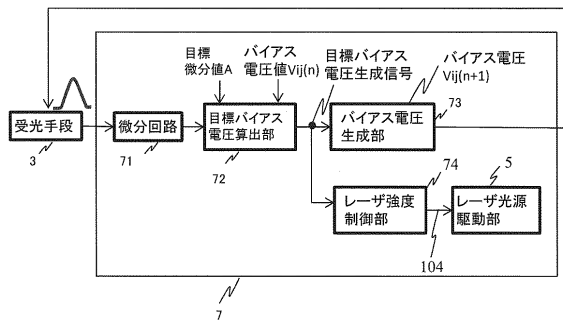 目標
微分値A
バイアス
電圧値Vij(n)
目標バイアス
電圧生成信号
バイアス電圧
Vij(n+1)
受光手段
3
微分回路
71
目標バイアス
電圧算出部
72
バイアス電圧
生成部
73
レーザ強度
制御部
74
レーザ光源
駆動部
5
104
7